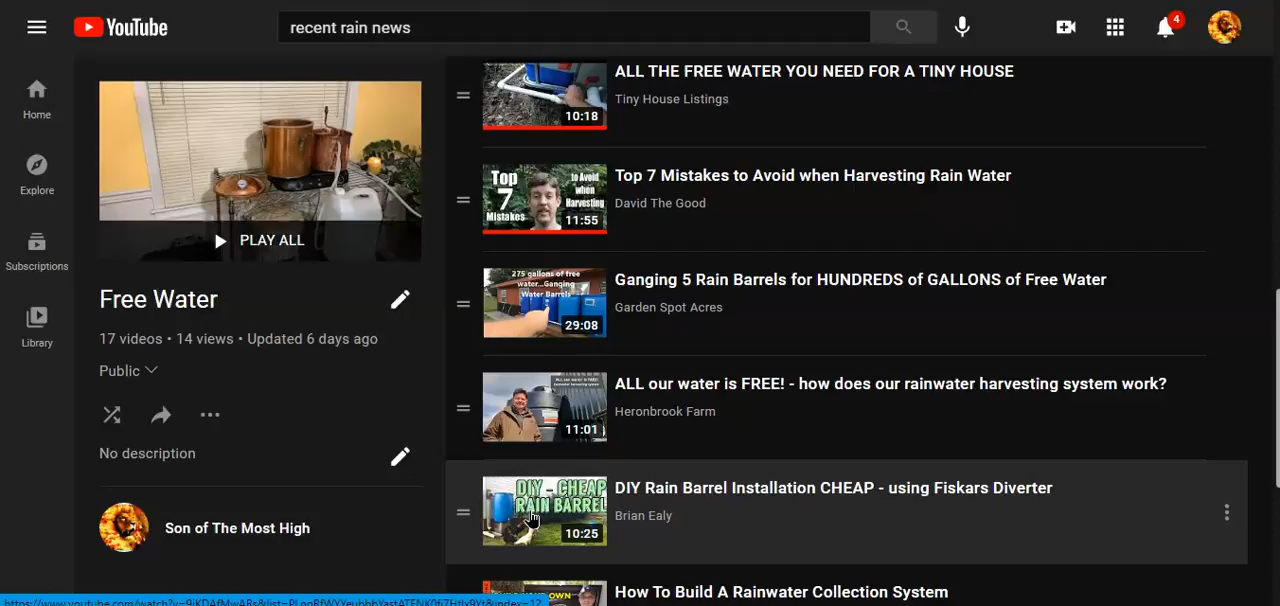 YouTube
recent rain news
4
Home
Explore
Subscriptions
Library
PLAY ALL
Free Water
17 videos • 14 views • Updated 6 days ago
Public
No description
Son of The Most High
10:18
ALL THE FREE WATER YOU NEED FOR A TINY HOUSE
Tiny House Listings
Top
7
Mistakes
to Avoid
when
Harvesting
11:55
Top 7 Mistakes to Avoid when Harvesting Rain Water
David The Good
275 gallons of free
water...Ganging
Water Barrels
29:08
Ganging 5 Rain Barrels for HUNDREDS of GALLONS of Free Water
Garden Spot Acres
11:01
ALL our water is FREE! - how does our rainwater harvesting system work?
Heronbrook Farm
DIY - CHEAP
RAIN BARREL
10:25
DIY Rain Barrel Installation CHEAP - using Fiskars Diverter
Brian Ealy
How To Build A Rainwater Collection System